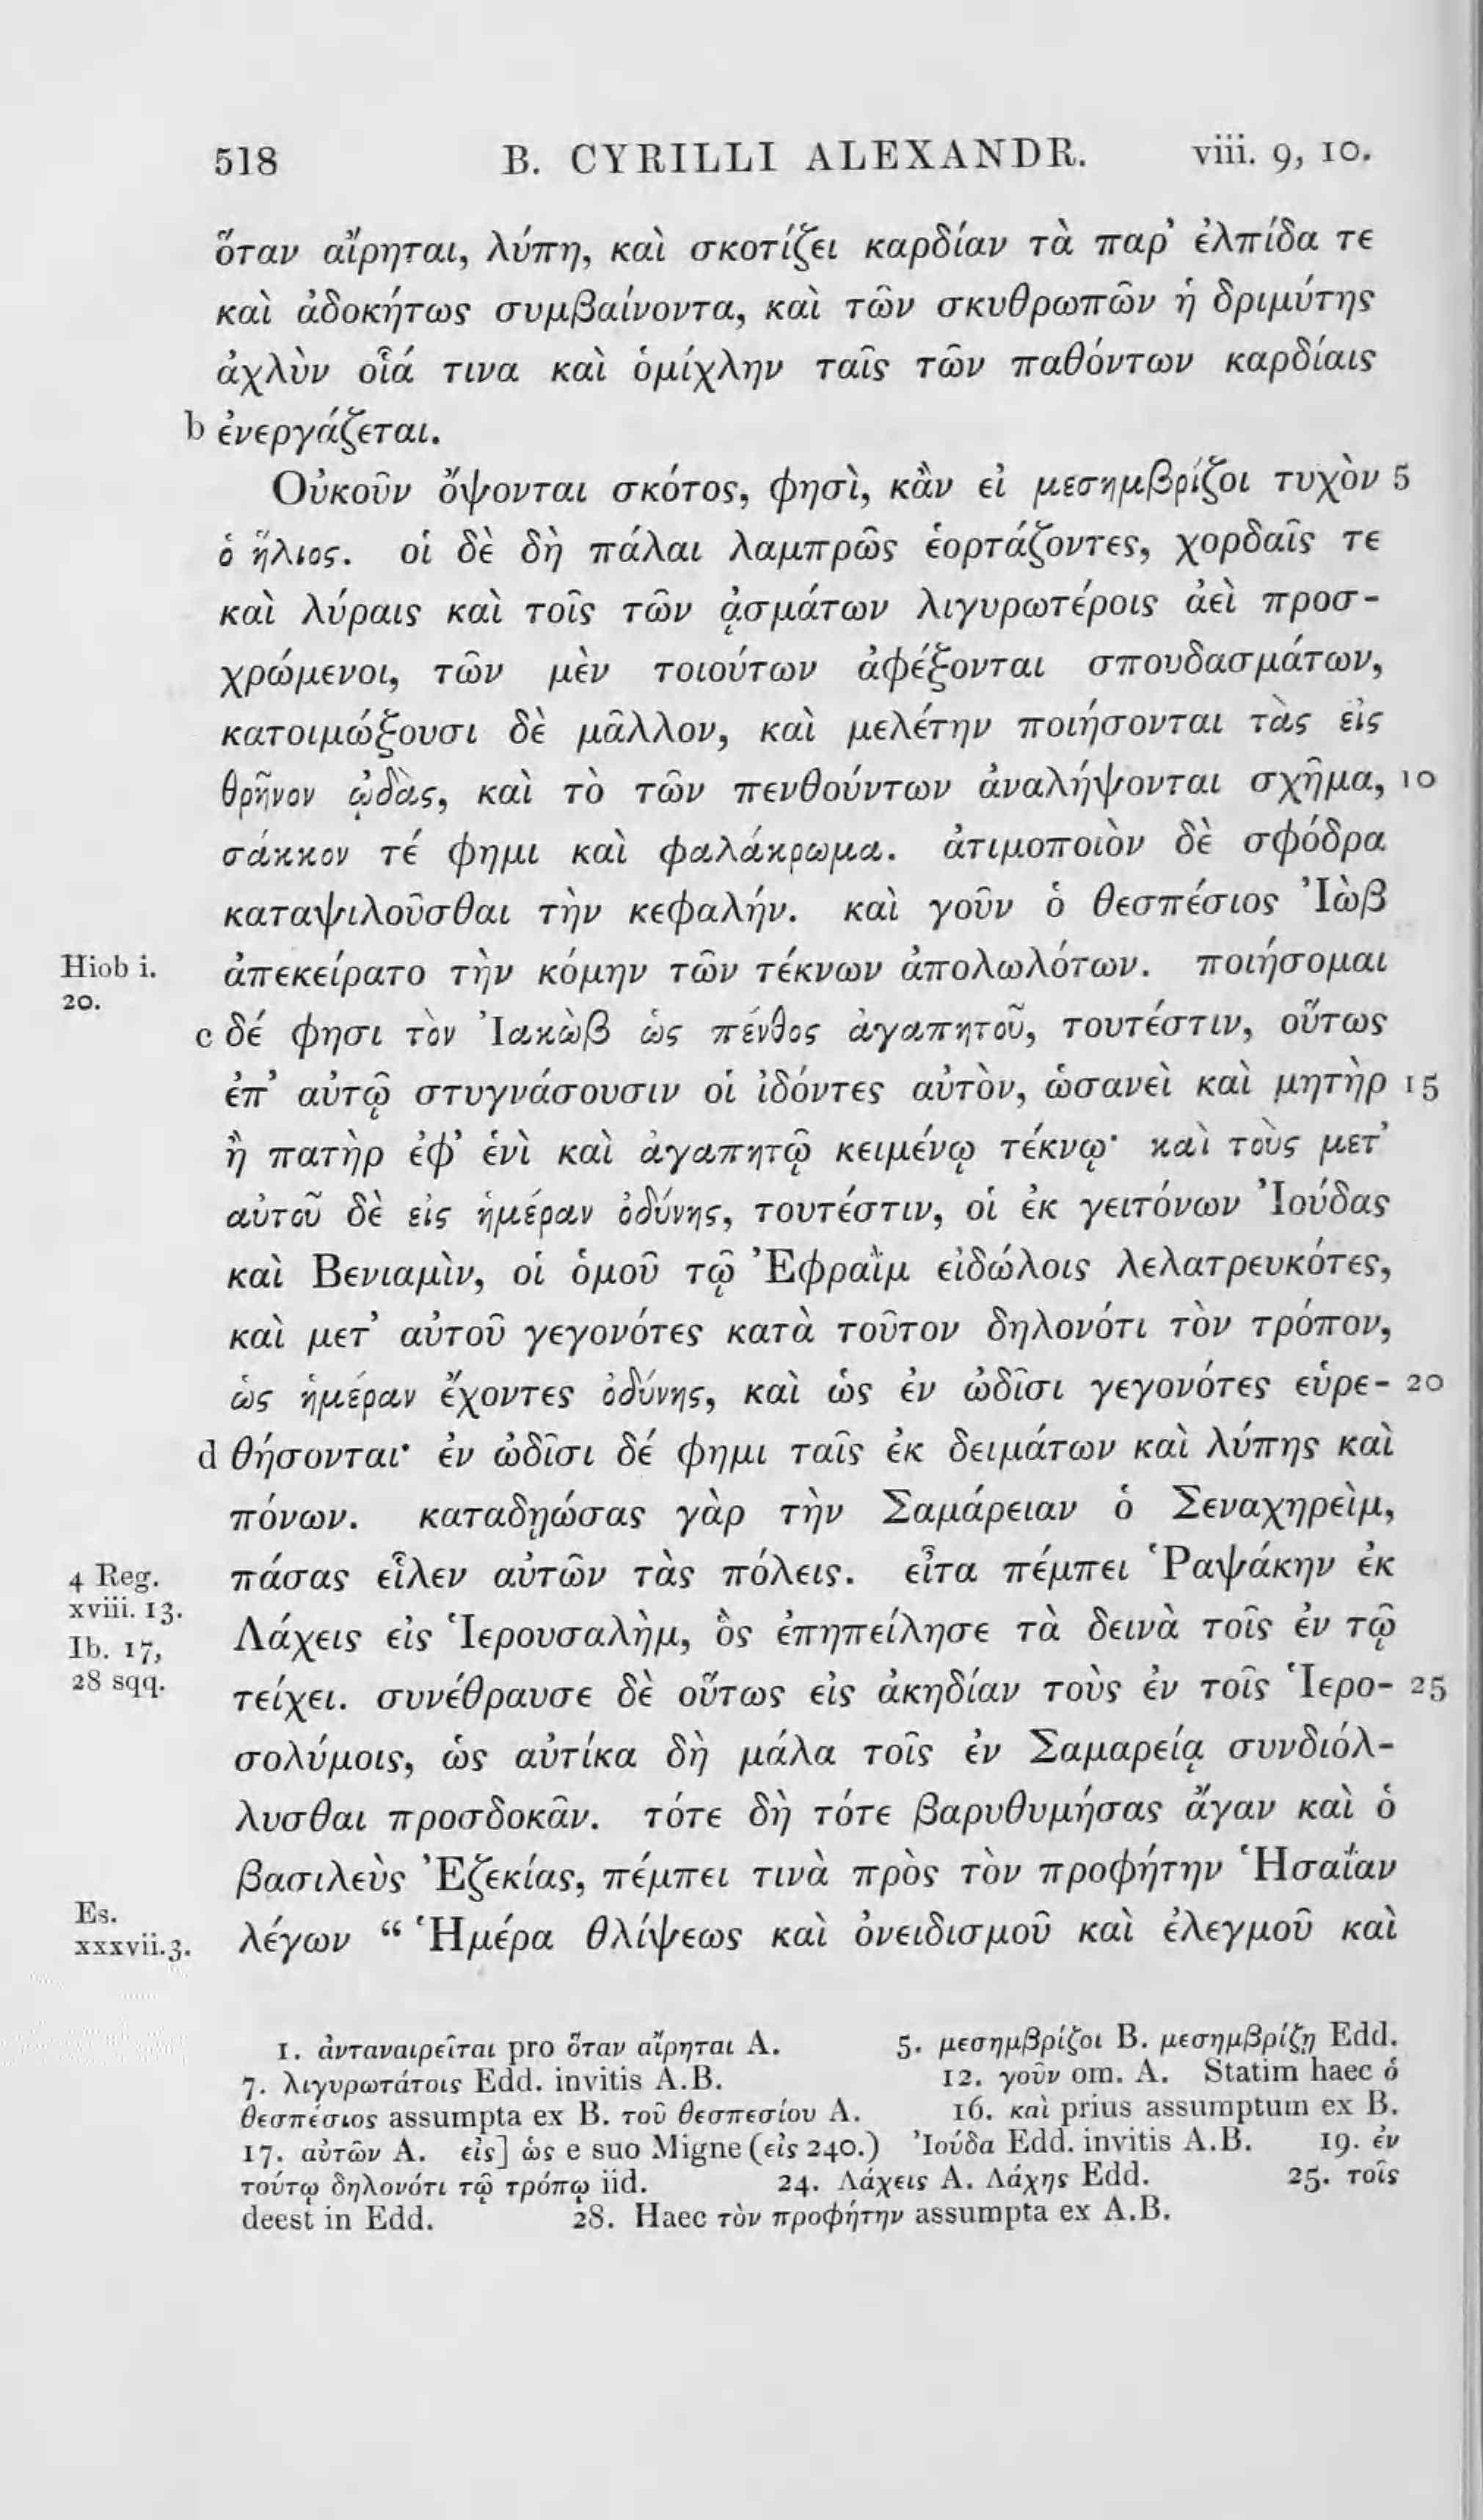 518 B. CYRILLI ALEXANDR. viii. 9, 10.
ὅταν αἴρηται, λύπη, καὶ σκοτίζει καρδίαν τὰ παρ’ ἐλπίδα τε
καὶ ἀδοκήτως συμβαίνοντα, καὶ τῶν σκυθρωπῶν ἡ δριμύτης
ἀχλὺν οἷά τινα καὶ ὁμίχλην ταῖς τῶν παθόντων καρδίαις
b ἐνεργάζεται.
Οὐκοῦν ὄψονται σκότος, φησὶ, κἂν εἰ μεσημβρίζοι τυχὸν 5
ὁ ἥλιος. οἱ δὲ δὴ πάλαι λαμπρῶς ἑορτάζοντες, χορδαῖς τε
καὶ λύραις καὶ τοῖς τῶν ᾀσμάτων λιγυρωτέροις ἀεὶ προσ-
χρώμενοι, τῶν μὲν τοιούτων ἀφέξονται σπουδασμάτων,
κατοιμώξουσι δὲ μᾶλλον, καὶ μελέτην ποιήσονται τὰς εἰς
θρῆνον ᾠδὰς, καὶ τὸ τῶν πενθούντων ἀναλήψονται σχῆμα, 10
σάκκον τέ φημι καὶ φαλάκρωμα. ἀτιμοποιὸν δὲ σφόδρα
καταψιλοῦσθαι τὴν κεφαλήν. καὶ γοῦν ὁ θεσπέσιος Ἰὼβ
Hiob i. 20. ἀπεκείρατο τὴν κόμην τῶν τέκνων ἀπολωλότων. ποιήσομαι
c δέ φησι τὸν Ἰακὼβ ὡς πένθος ἀγαπητοῦ, τουτέστιν, οὕτως
ἐπ’ αὐτῷ στυγνάσουσιν οἱ ἰδόντες αὐτὸν, ὡσανεὶ καὶ μητὴρ 15
ἢ πατὴρ ἐφ’ ἑνὶ καὶ ἀγαπητῷ κειμένῳ τέκνῳ· καὶ τοὺς μετ’
αὐτοῦ δὲ εἰς ἡμέραν ὀδύνης, τουτέστιν, οἱ ἐκ γειτόνων Ἰούδας
καὶ Βενιαμὶν, οἱ ὁμοῦ τῷ Ἐφραῒμ εἰδώλοις λελατρευκότες,
καὶ μετ’ αὐτοῦ γεγονότες κατὰ τοῦτον δηλονότι τὸν τρόπον,
ὡς ἡμέραν ἔχοντες ὀδύνης, καὶ ὡς ἐν ὠδῖσι γεγονότες εὑρε- 20
d θήσονται· ἐν ὠδῖσι δέ φημι ταῖς ἐκ δειμάτων καὶ λύπης καὶ
πόνων. καταδῃώσας γὰρ τὴν Σαμάρειαν ὁ Σεναχηρεὶμ,
4 Reg. xviii. 13. πάσας εἷλεν αὐτῶν τὰς πόλεις. εἶτα πέμπει Ῥαψάκην ἐκ
Ib. 17, 28 sqq. Λάχεις εἰς Ἱερουσαλὴμ, ὃς ἐπηπείλησε τὰ δεινὰ τοῖς ἐν τῷ
τείχει. συνέθραυσε δὲ οὕτως εἰς ἀκηδίαν τοὺς ἐν τοῖς Ἱερο- 25
σολύμοις, ὡς αὐτίκα δὴ μάλα τοῖς ἐν Σαμαρείᾳ συνδιόλ-
λυσθαι προσδοκᾶν. τότε δὴ τότε βαρυθυμήσας ἄγαν καὶ ὁ
βασιλεὺς Ἐζεκίας, πέμπει τινὰ πρὸς τὸν προφήτην Ἡσαΐαν
Es. xxxvii. 3. λέγων “ Ἡμέρα θλίψεως καὶ ὀνειδισμοῦ καὶ ἐλεγμοῦ καὶ
1. ἀνταναιρεῖται pro ὅταν αἴρηται A. 5. μεσημβρίζοι B. μεσημβρίζῃ Edd.
7. λιγυρωτάτοις Edd. invitis A.B. 12. γοῦν om. A. Statim haec ὁ
θεσπέσιος assumpta ex B. τοῦ θεσπεσίου A. 16. καὶ prius assumptum ex B.
17. αὐτῶν A. εἰς] ὡς e suo Migne (εἰς 240.) Ἰούδα Edd. invitis A.B. 19. ἐν
τούτῳ δηλονότι τῷ τρόπῳ iid. 24. Λάχεις A. Λάχης Edd. 25. τοῖς
deest in Edd. 28. Haec τὸν προφήτην assumpta ex A.B.